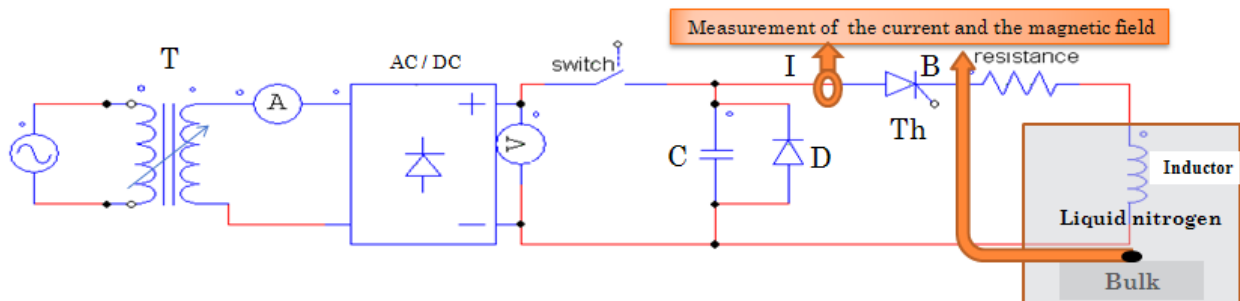 Measurement of the current and the magnetic field
T
AC / DC
switch
I
B
resistance
A
+
V
Th
C
D
Inductor
Liquid nitrogen
−
Bulk